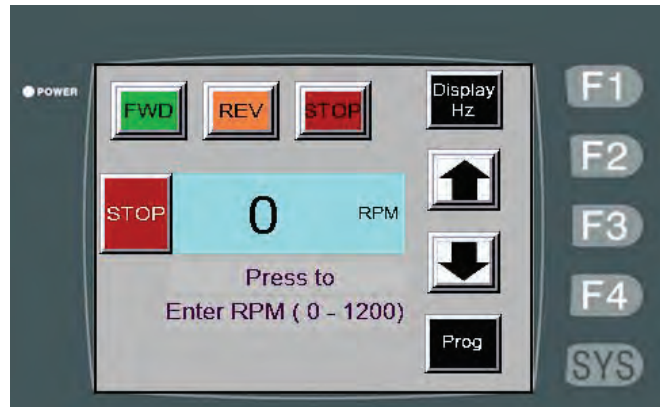 POWER
FWD REV STOP Display
Hz
F1
F2
STOP 0 RPM
F3
Press to
Enter RPM ( 0 - 1200)
F4
Prog
SYS